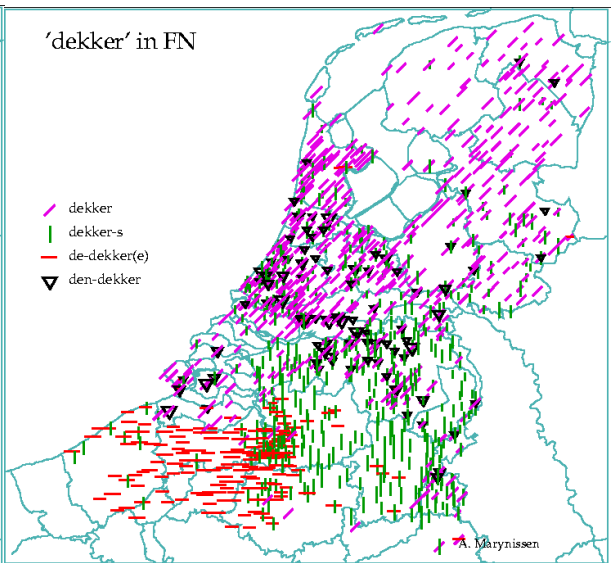 'dekker' in FN
dekker
dekker-s
de-dekker(e)
den-dekker
A. Marynissen